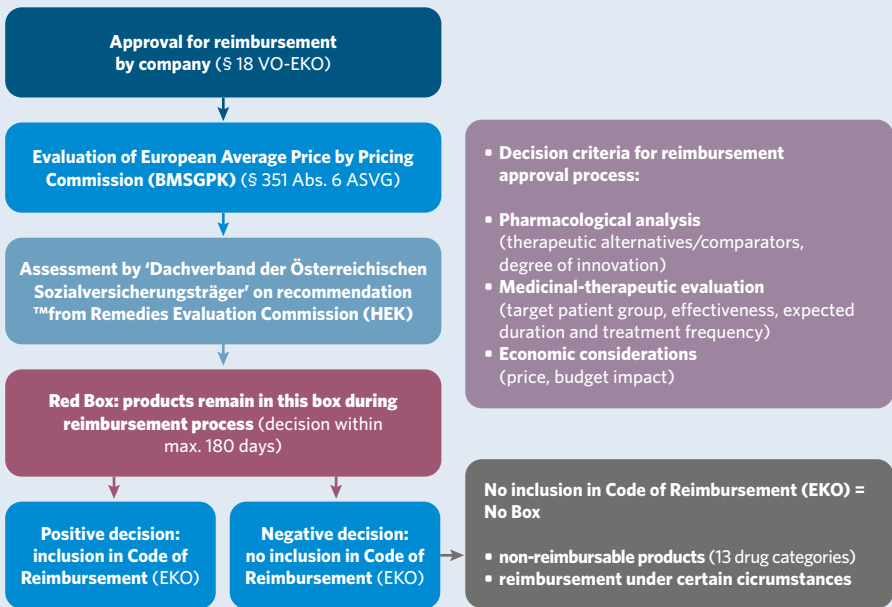 Approval for reimbursement
by company (§ 18 VO-EKO)
Evaluation of European Average Price by Pricing
Commission (BMSGPK) (§ 351 Abs. 6 ASVG)
Assessment by ‘Dachverband der Österreichischen
Sozialversicherungsträger’ on recommendation
™from Remedies Evaluation Commission (HEK)
Red Box: products remain in this box during
reimbursement process (decision within
max. 180 days)
Positive decision:
inclusion in Code of
Reimbursement (EKO)
Negative decision:
no inclusion in Code of
Reimbursement (EKO)
• Decision criteria for reimbursement
approval process:
• Pharmacological analysis
(therapeutic alternatives/comparators,
degree of innovation)
• Medicinal-therapeutic evaluation
(target patient group, effectiveness, expected
duration and treatment frequency)
• Economic considerations
(price, budget impact)
No inclusion in Code of Reimbursement (EKO) =
No Box
• non-reimbursable products (13 drug categories)
• reimbursement under certain cicrumstances